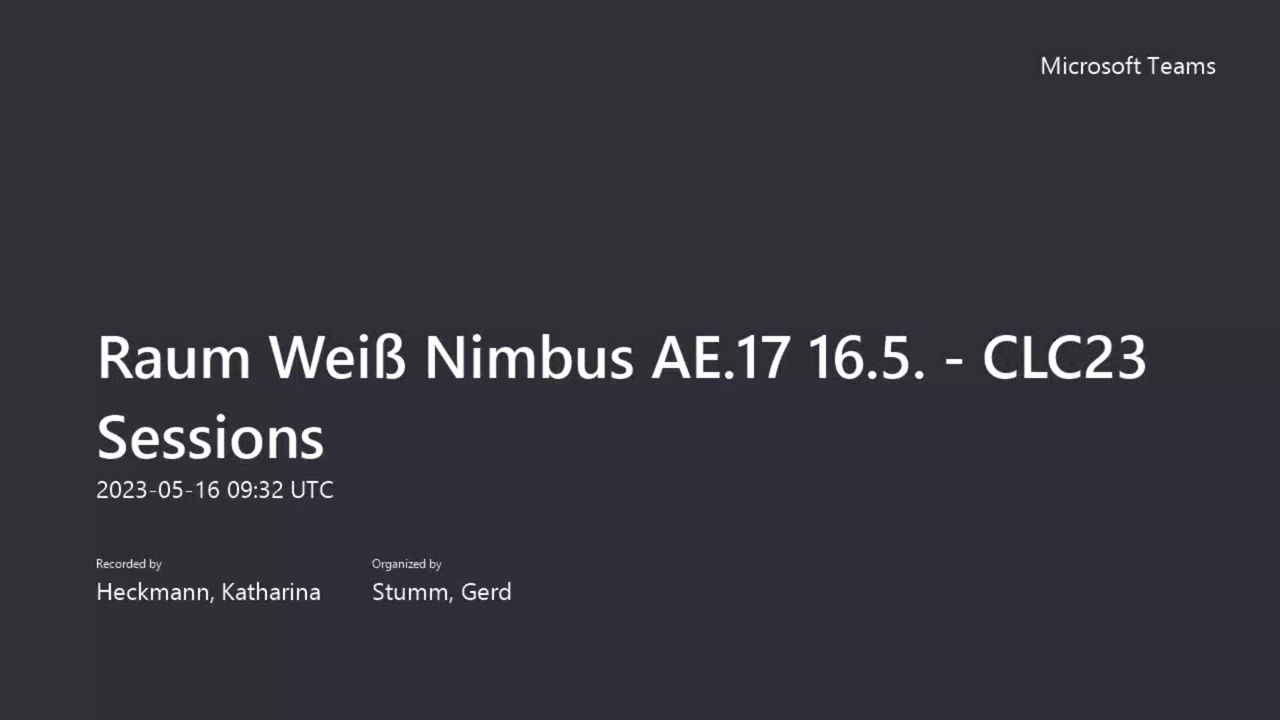 Microsoft Teams
Raum Weiß Nimbus AE.17 16.5. - CLC23
Sessions
2023-05-16 09:32 UTC
Recorded by
Heckmann, Katharina
Organized by
Stumm, Gerd